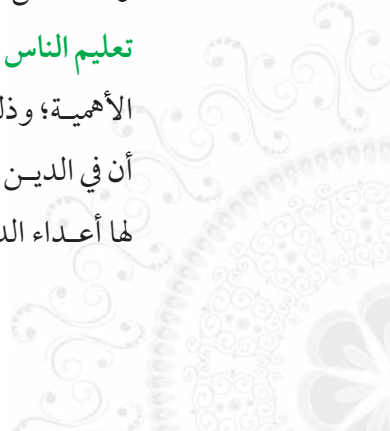 تعليم الناس
الأهميـة؛ وذل
أن في الديـن
لها أعـداء الد